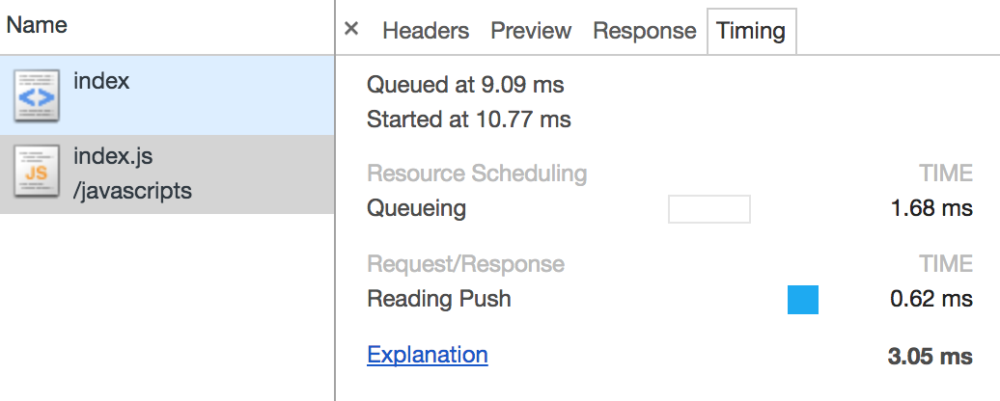 Name
× Headers Preview Response Timing
index
index.js
/javascripts
JS
Queued at 9.09 ms
Started at 10.77 ms
Resource Scheduling TIME
Queueing 1.68 ms
Request/Response TIME
Reading Push 0.62 ms
Explanation 3.05 ms